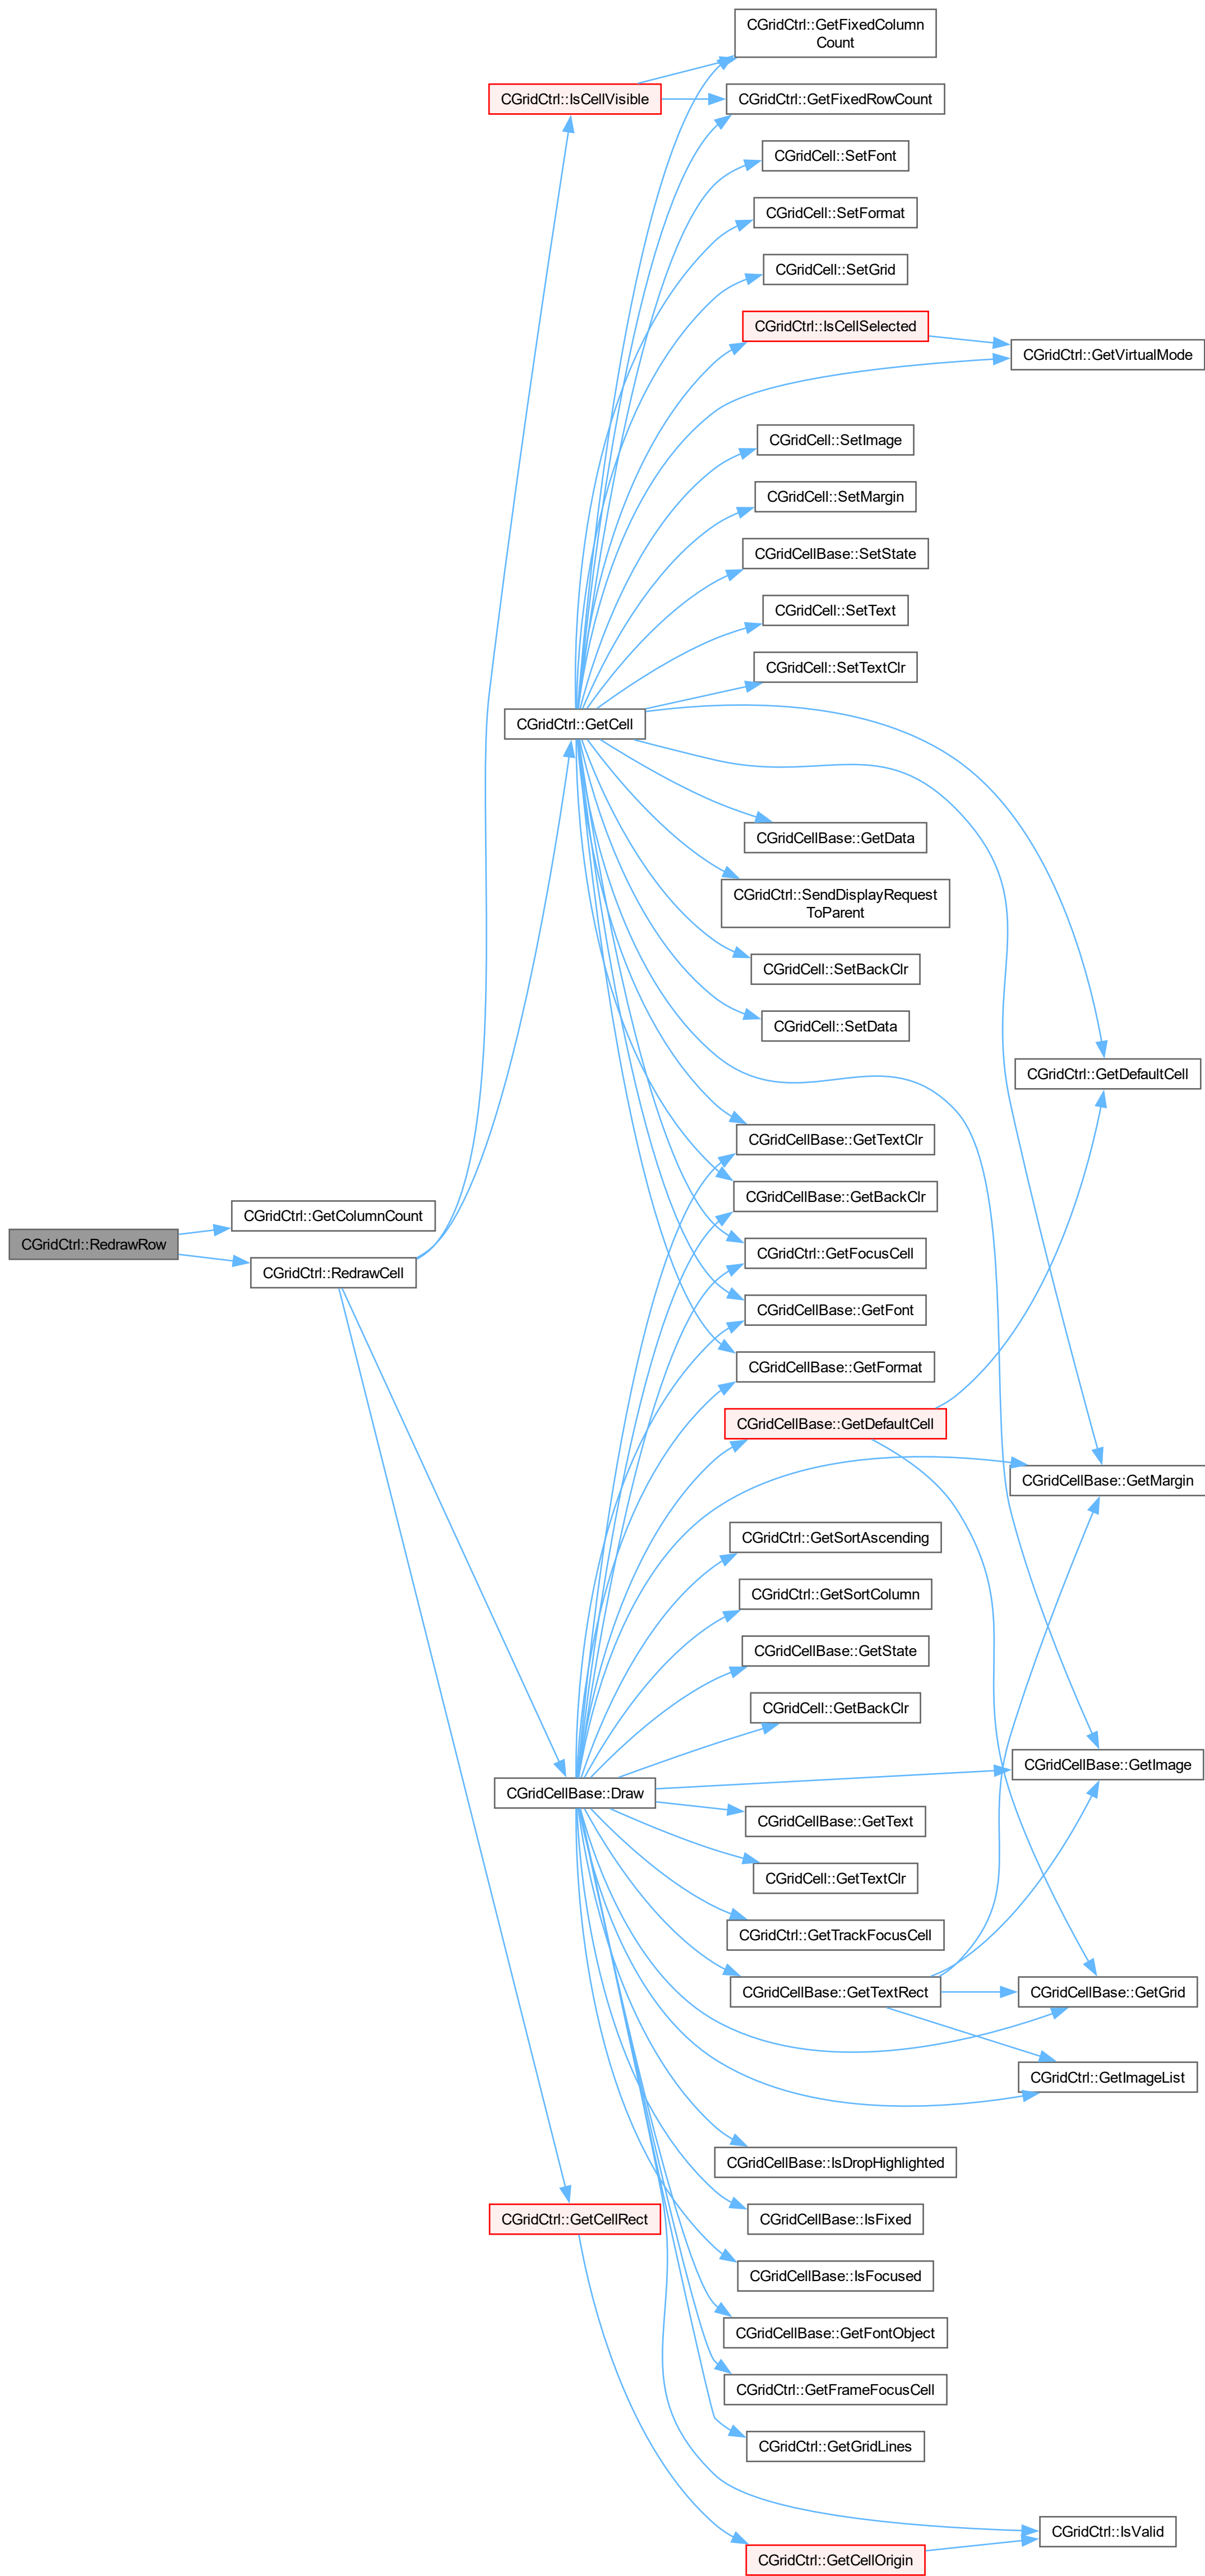 CGridCtrl::GetFixedColumn
Count
CGridCtrl::IsCellVisible
CGridCtrl::GetFixedRowCount
CGridCell::SetFont
CGridCell::SetFormat
CGridCell::SetGrid
CGridCtrl::IsCellSelected
CGridCtrl::GetVirtualMode
CGridCell::SetImage
CGridCell::SetMargin
CGridCellBase::SetState
CGridCell::SetText
CGridCell::SetTextClr
CGridCtrl::GetCell
CGridCellBase::GetData
CGridCtrl::SendDisplayRequest
ToParent
CGridCell::SetBackClr
CGridCell::SetData
CGridCtrl::GetDefaultCell
CGridCellBase::GetTextClr
CGridCellBase::GetBackClr
CGridCtrl::GetColumnCount
CGridCtrl::RedrawRow
CGridCtrl::GetFocusCell
CGridCtrl::RedrawCell
CGridCellBase::GetFont
CGridCellBase::GetFormat
CGridCellBase::GetDefaultCell
CGridCellBase::GetMargin
CGridCtrl::GetSortAscending
CGridCtrl::GetSortColumn
CGridCellBase::GetState
CGridCell::GetBackClr
CGridCellBase::GetImage
CGridCellBase::Draw
CGridCellBase::GetText
CGridCell::GetTextClr
CGridCtrl::GetTrackFocusCell
CGridCellBase::GetTextRect
CGridCellBase::GetGrid
CGridCtrl::GetImageList
CGridCellBase::IsDropHighlighted
CGridCtrl::GetCellRect
CGridCellBase::IsFixed
CGridCellBase::IsFocused
CGridCellBase::GetFontObject
CGridCtrl::GetFrameFocusCell
CGridCtrl::GetGridLines
CGridCtrl::IsValid
CGridCtrl::GetCellOrigin